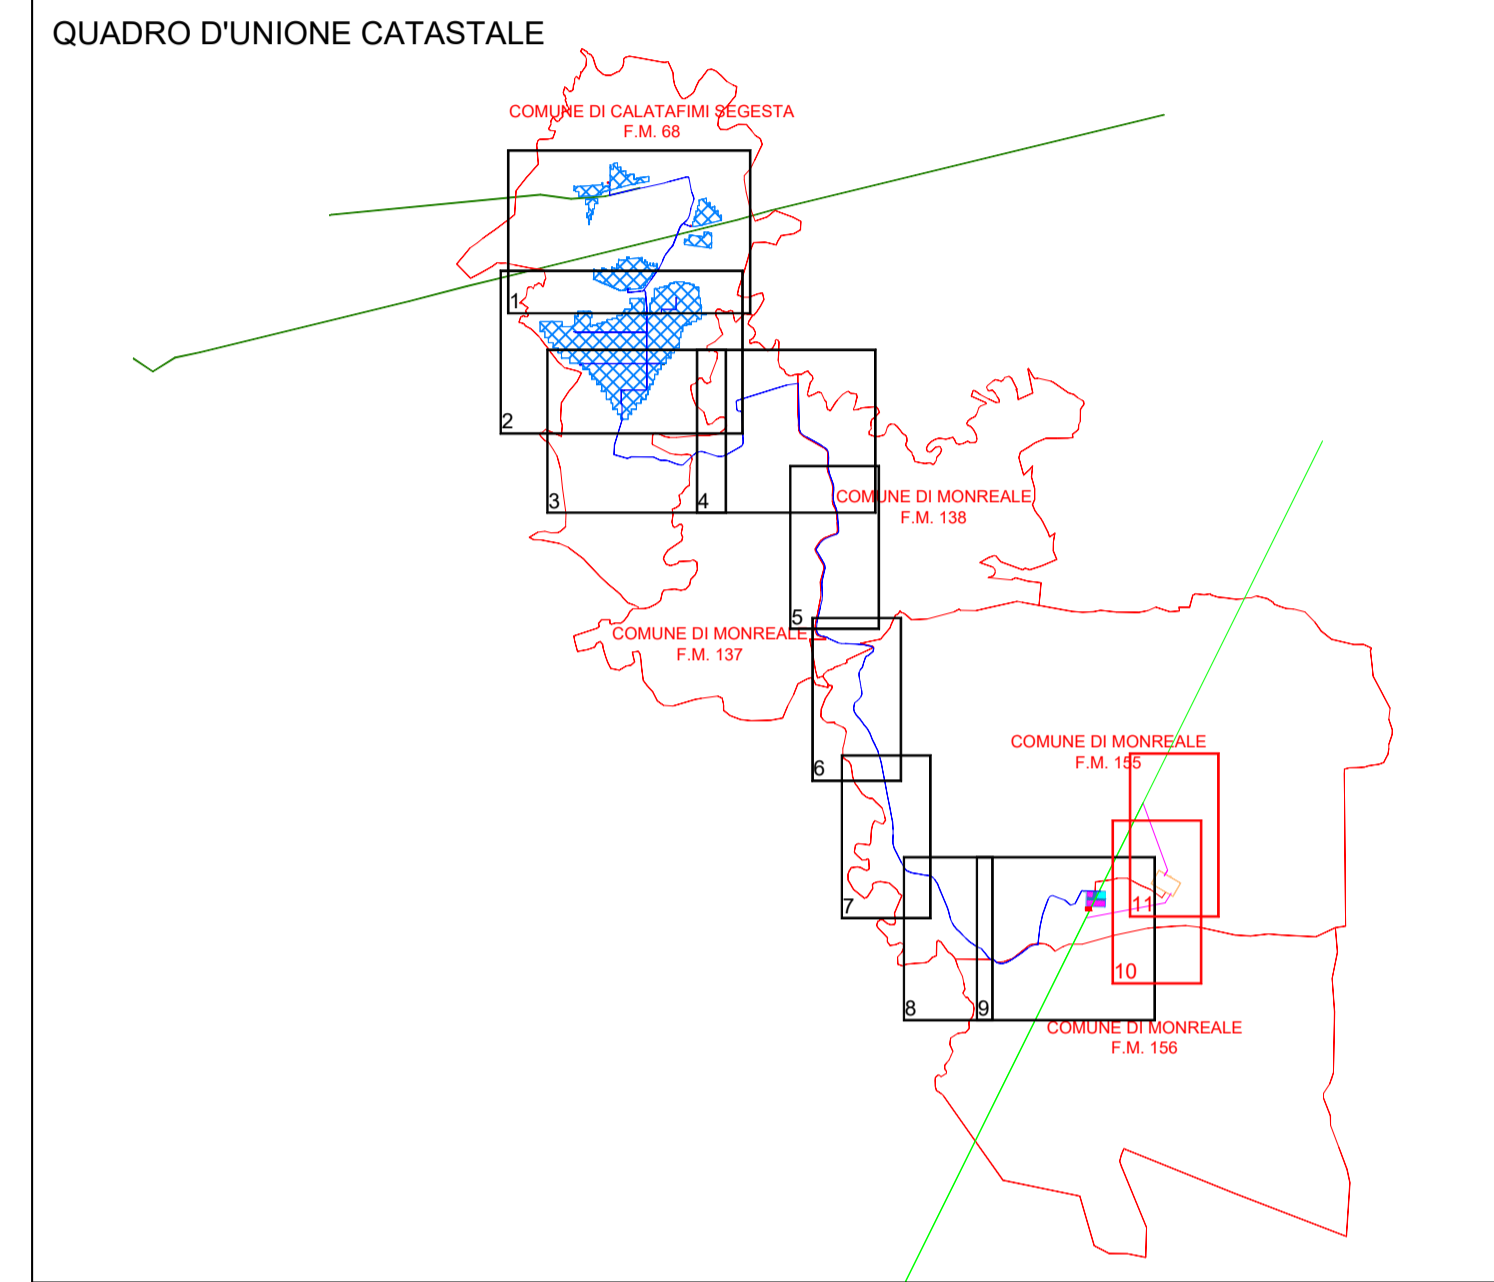 QUADRO D'UNIONE CATASTALE
COMUNE DI CALATAFIMI SEGESTA
F.M. 68
1
2
3
4
COMUNE DI MONREALE
F.M. 138
5
COMUNE DI MONREALE
F.M. 137
6
COMUNE DI MONREALE
F.M. 155
7
11
10
8
9
COMUNE DI MONREALE
F.M. 156